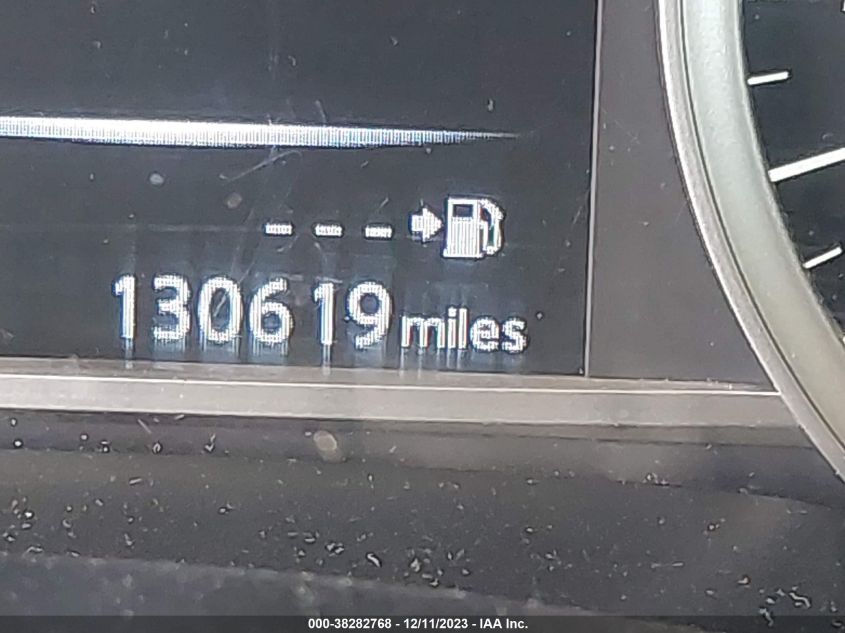 ---
130619 miles
000-38282768 - 12/11/2023 - IAA Inc.